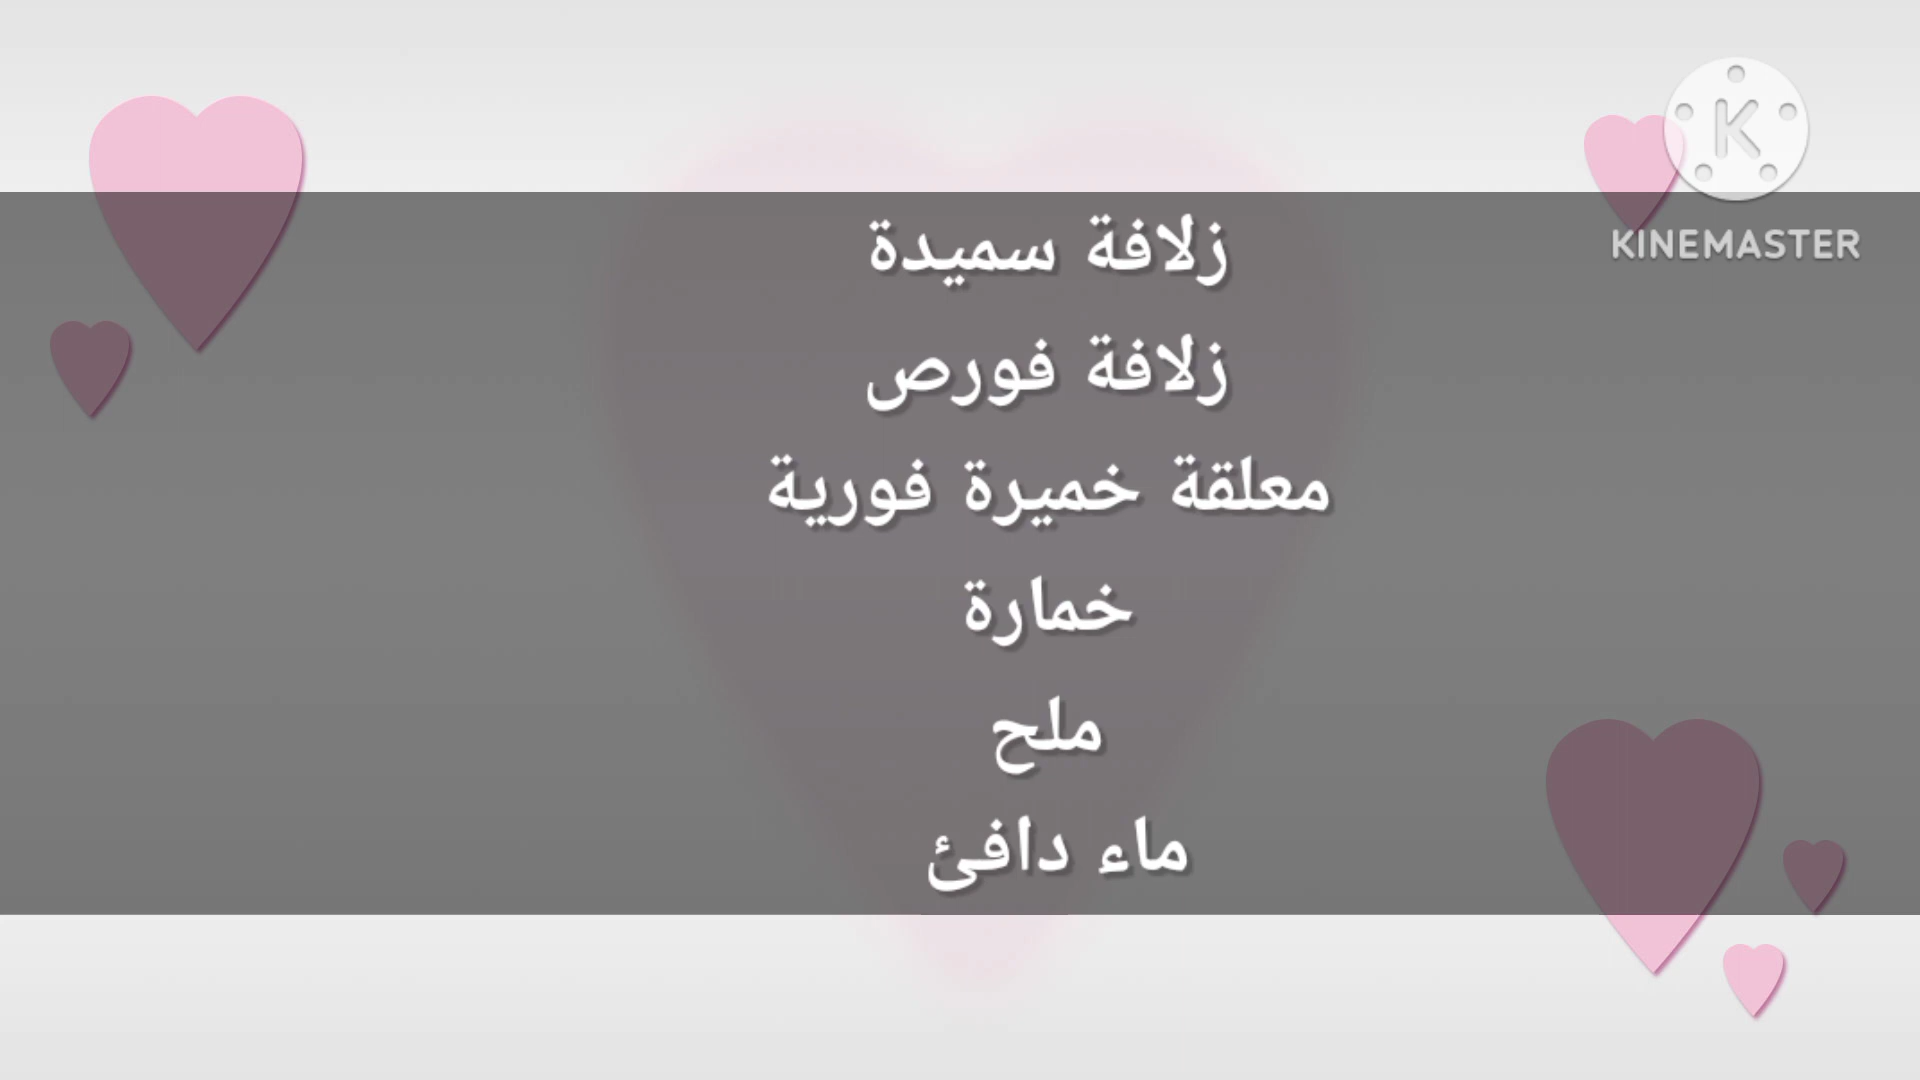 زلافة سميدة
زلافة فورص
معلقة خميرة فورية
خمارة
ملح
ماء دافئ
K
KINEMASTER